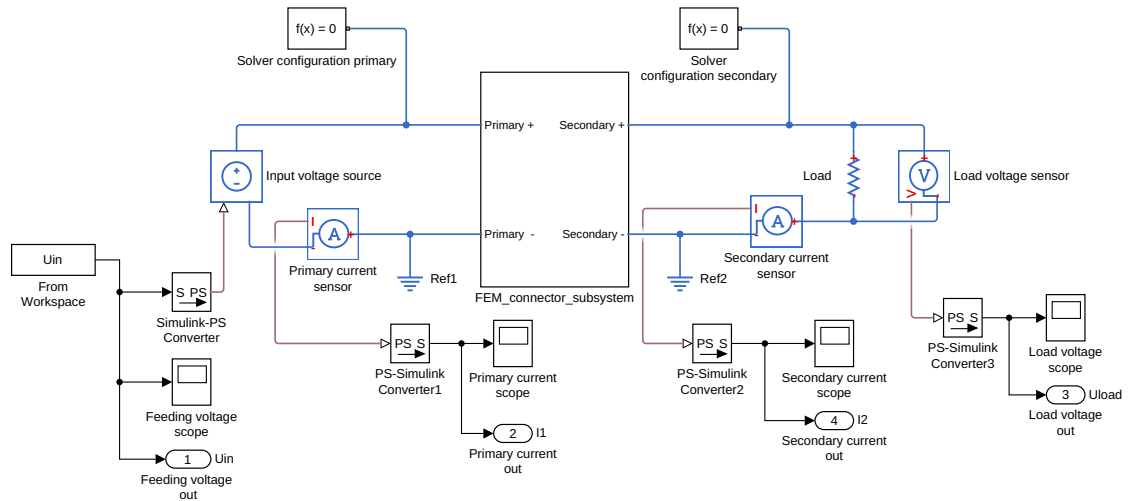 f(x) = 0
Solver configuration primary
f(x) = 0
Solver
configuration secondary
Primary +
Secondary +
+
-
Input voltage source
Load
+
-
+
V
V
-
Load voltage sensor
I
A
+
-
Primary current
sensor
Primary -
Secondary -
I
A
+
-
Secondary current
sensor
Ref1
Ref2
FEM_connector_subsystem
Uin
From
Workspace
S PS
Simulink-PS
Converter
Feeding voltage
scope
1
Uin
Feeding voltage
out
PS S
PS-Simulink
Converter1
Primary current
scope
2
I1
Primary current
out
PS S
PS-Simulink
Converter2
Secondary current
scope
4
I2
Secondary current
out
PS S
PS-Simulink
Converter3
Load voltage
scope
3
Uload
Load voltage
out